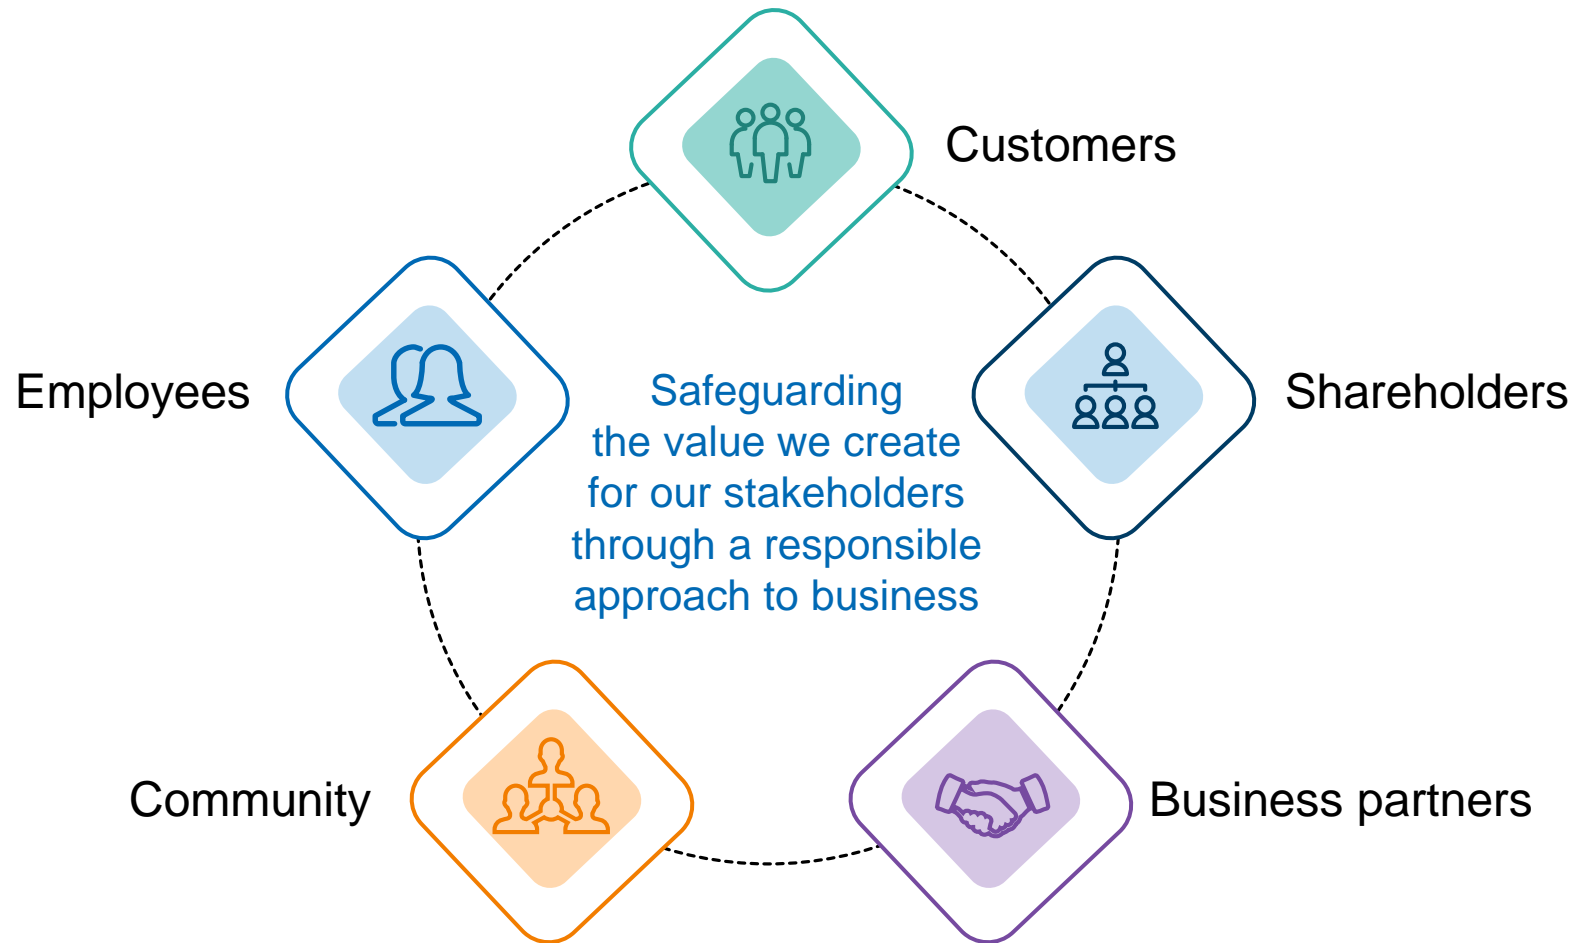 Customers
Employees
Shareholders
Safeguarding
the value we create
for our stakeholders
through a responsible
approach to business
Community
Business partners